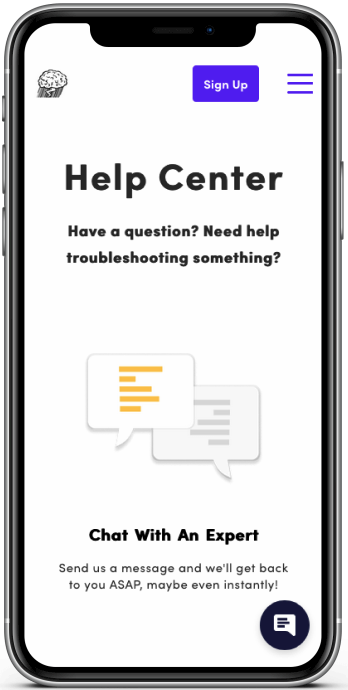 Sign Up
Help Center
Have a question? Need help
troubleshooting something?
Chat With An Expert
Send us a message and we'll get back
to you ASAP, maybe even instantly!